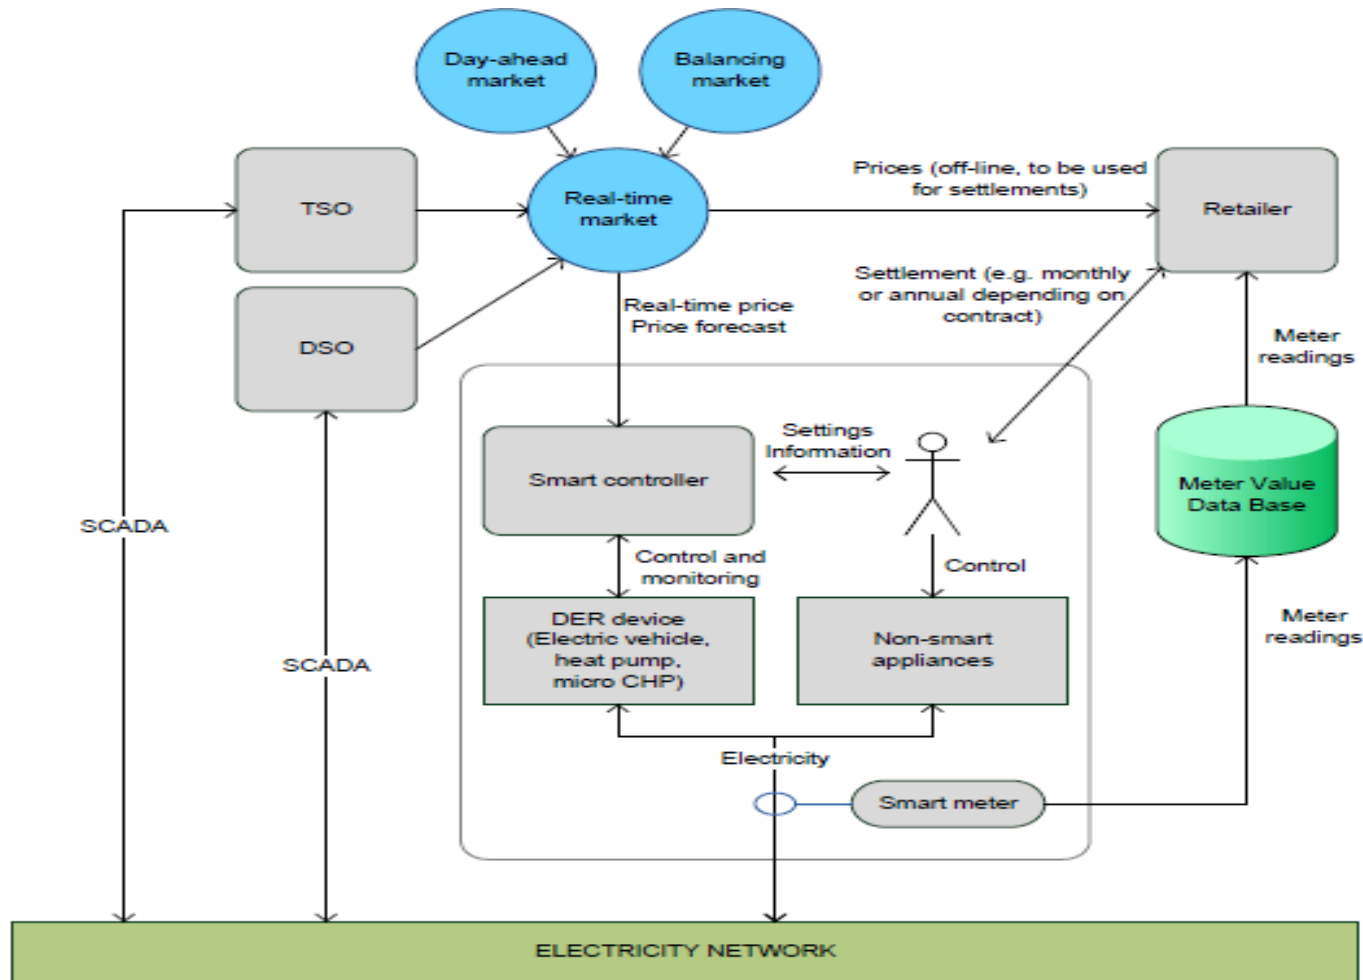 Day-ahead
market
Balancing
market
TSO
Real-time
market
Prices (off-line, to be used
for settlements)
Retailer
DSO
Real-time price
Price forecast
Settlement (e.g. monthly
or annual depending on
contract)
Meter
readings
Smart controller
Settings
Information
Meter Value
Data Base
SCADA
Control and
monitoring
Control
DER device
(Electric vehicle,
heat pump,
micro CHP)
Non-smart
appliances
Meter
readings
SCADA
Electricity
Smart meter
ELECTRICITY NETWORK